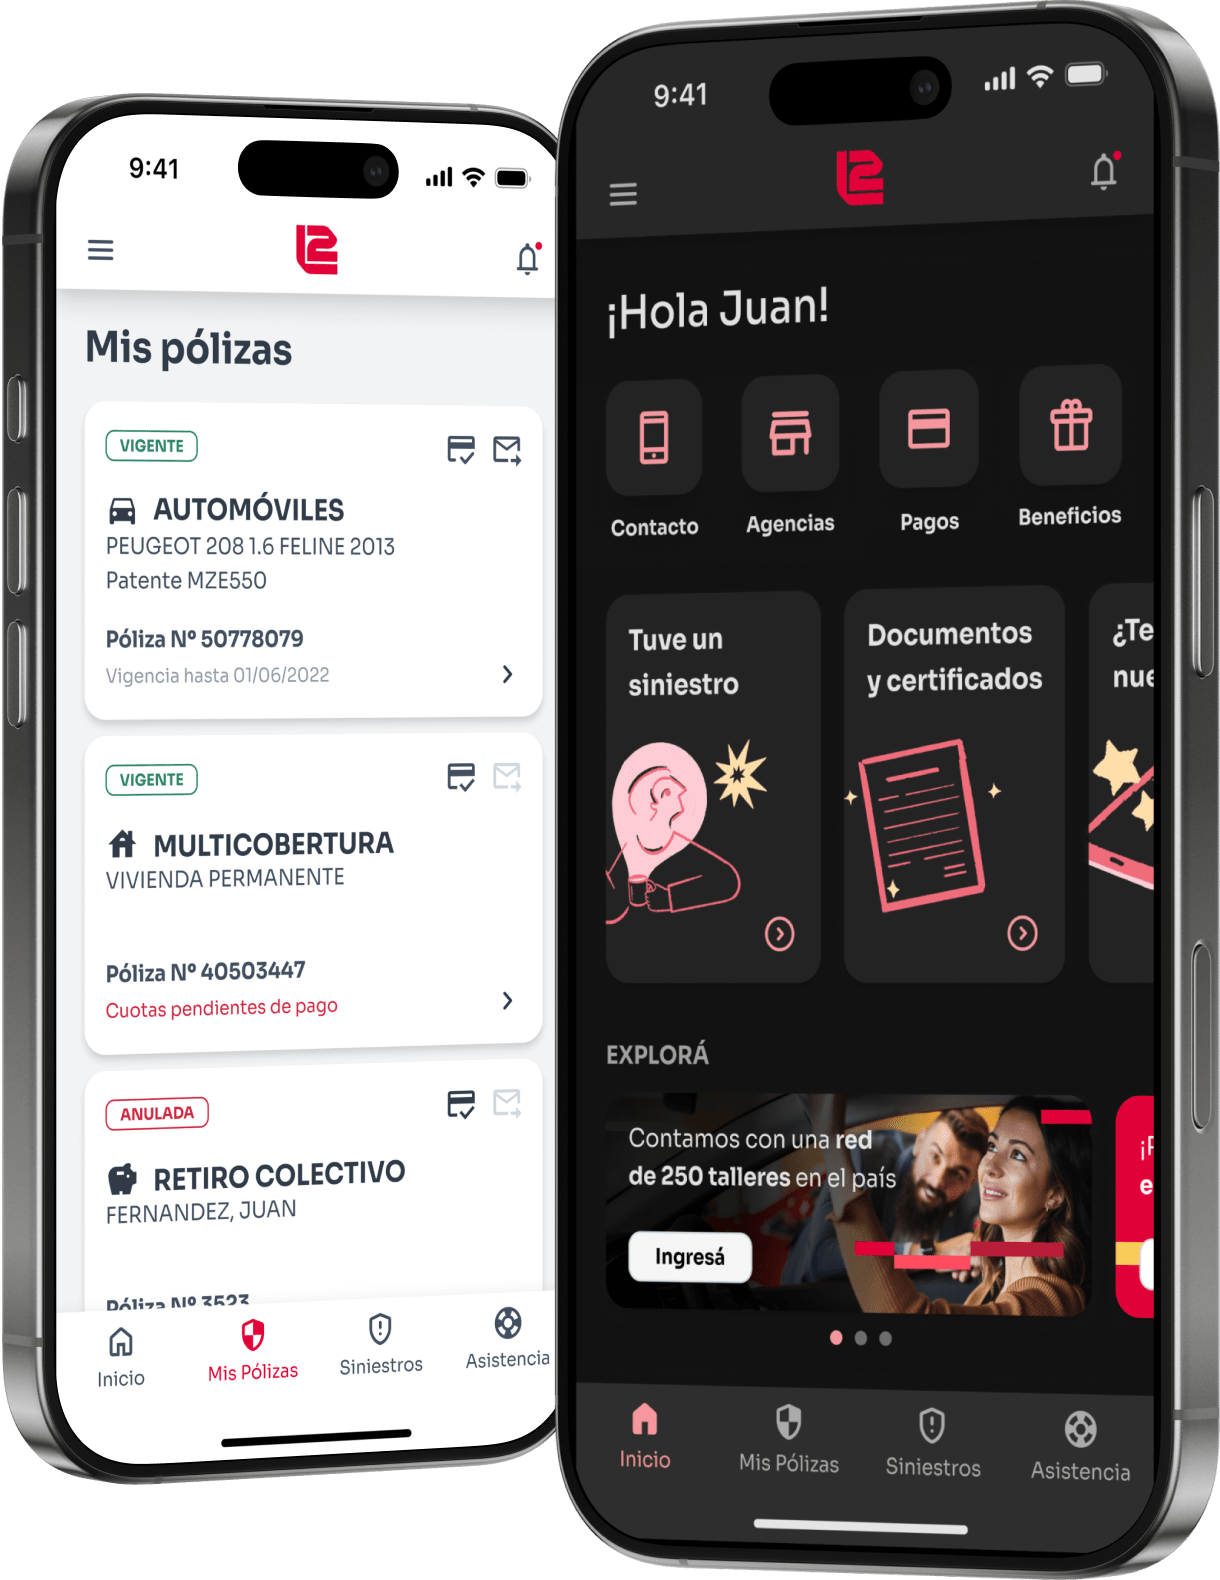 9:41
Mis pólizas
VIGENTE
AUTOMÓVILES
PEUGEOT 208 1.6 FELINE 2013
Patente MZE550
Póliza Nº 50778079
Vigencia hasta 01/06/2022
VIGENTE
MULTICOBERTURA
VIVIENDA PERMANENTE
Póliza Nº 40503447
Cuotas pendientes de pago
ANULADA
RETIRO COLECTIVO
FERNANDEZ, JUAN
Póliza Nº 3523
Inicio
Mis Pólizas
Siniestros
Asistencia
9:41
¡Hola Juan!
Contacto
Agencias
Pagos
Beneficios
Tuve un
siniestro
Documentos
y certificados
¿Te
nue
EXPLORÁ
Contamos con una red
de 250 talleres en el país
Ingresá
Inicio
Mis Pólizas
Siniestros
Asistencia